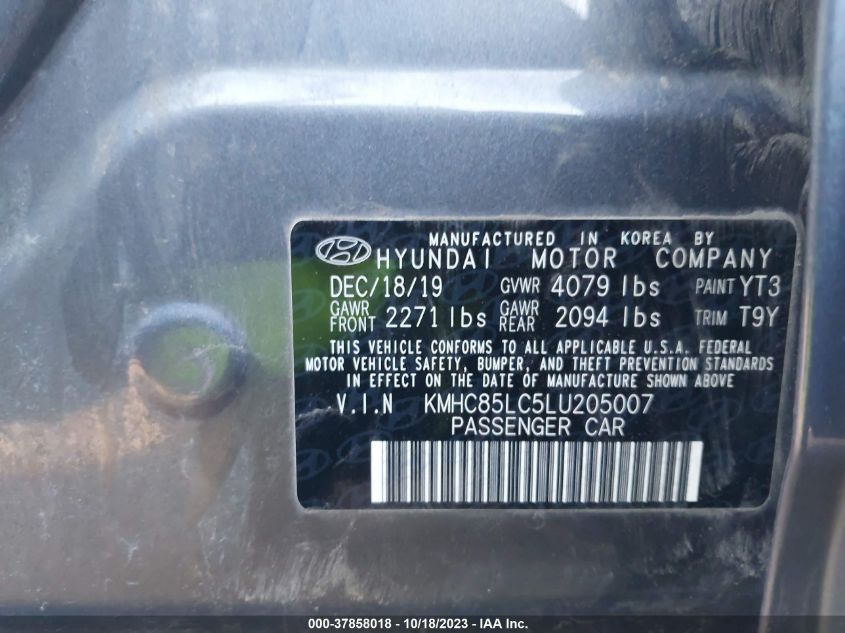 MANUFACTURED IN KOREA BY
HYUNDAI MOTOR COMPANY
DEC/18/19 GVWR 4079 lbs PAINT YT3
GAWR FRONT 2271 lbs GAWR REAR 2094 lbs TRIM T9Y
THIS VEHICLE CONFORMS TO ALL APPLICABLE U.S.A. FEDERAL
MOTOR VEHICLE SAFETY, BUMPER, AND THEFT PREVENTION STANDARDS
IN EFFECT ON THE DATE OF MANUFACTURE SHOWN ABOVE
V.I.N KMHC85LC5LU205007
PASSENGER CAR
000-37858018 - 10/18/2023 - IAA Inc.